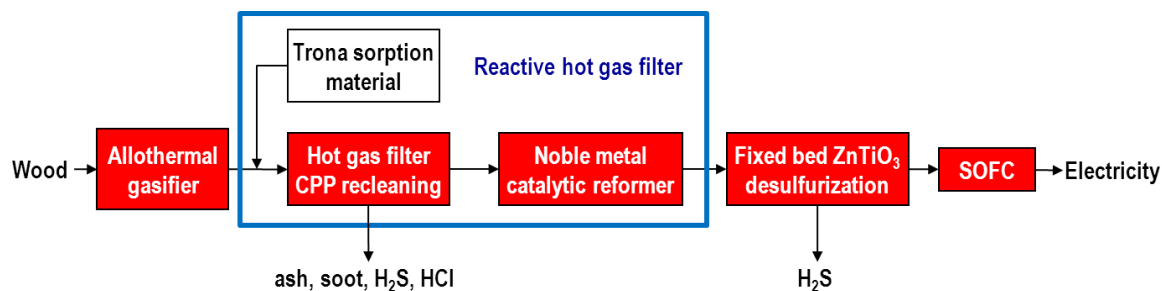 Trona sorption
material
Reactive hot gas filter
Wood
Allothermal
gasifier
Hot gas filter
CPP recleaning
Noble metal
catalytic reformer
Fixed bed ZnTiO₃
desulfurization
SOFC
Electricity
ash, soot, H₂S, HCl
H₂S